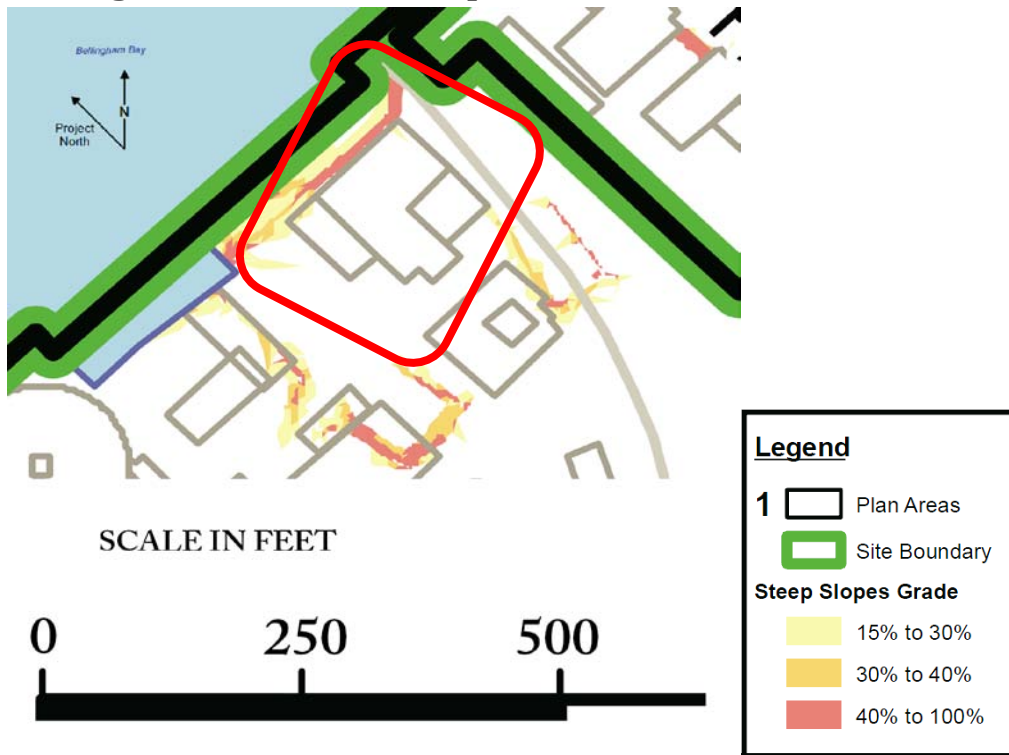 Bellingham Bay
N
Project
North
SCALE IN FEET
0 250 500
Legend
1 Plan Areas
Site Boundary
Steep Slopes Grade
15% to 30%
30% to 40%
40% to 100%